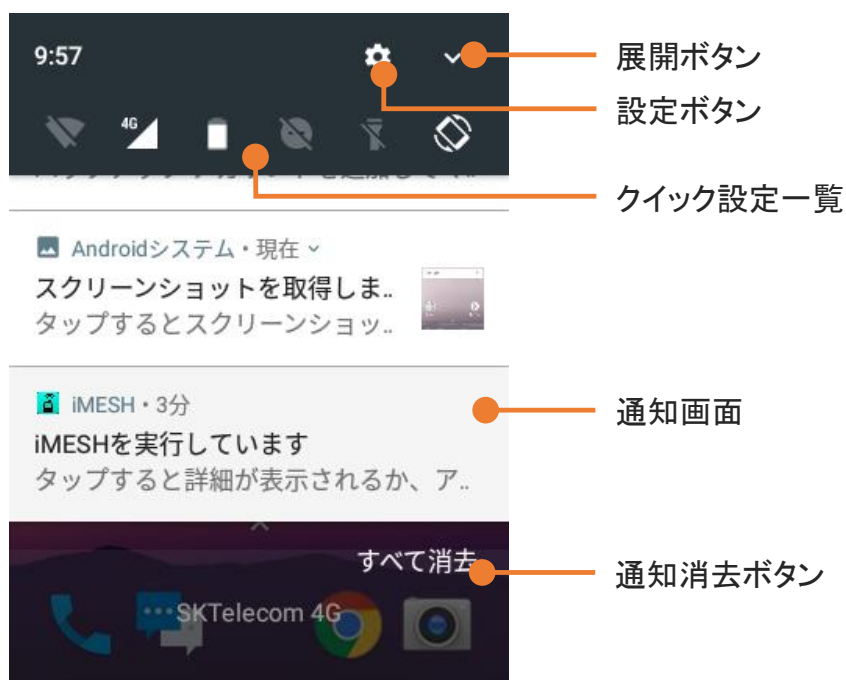 9:57
展開ボタン
設定ボタン
4G
クイック設定一覧
Androidシステム・現在
スクリーンショットを取得しま..
タップするとスクリーンショッ..
iMESH・3分
通知画面
iMESHを実行しています
タップすると詳細が表示されるか、ア..
すべて消去
通知消去ボタン
SKTelecom 4G